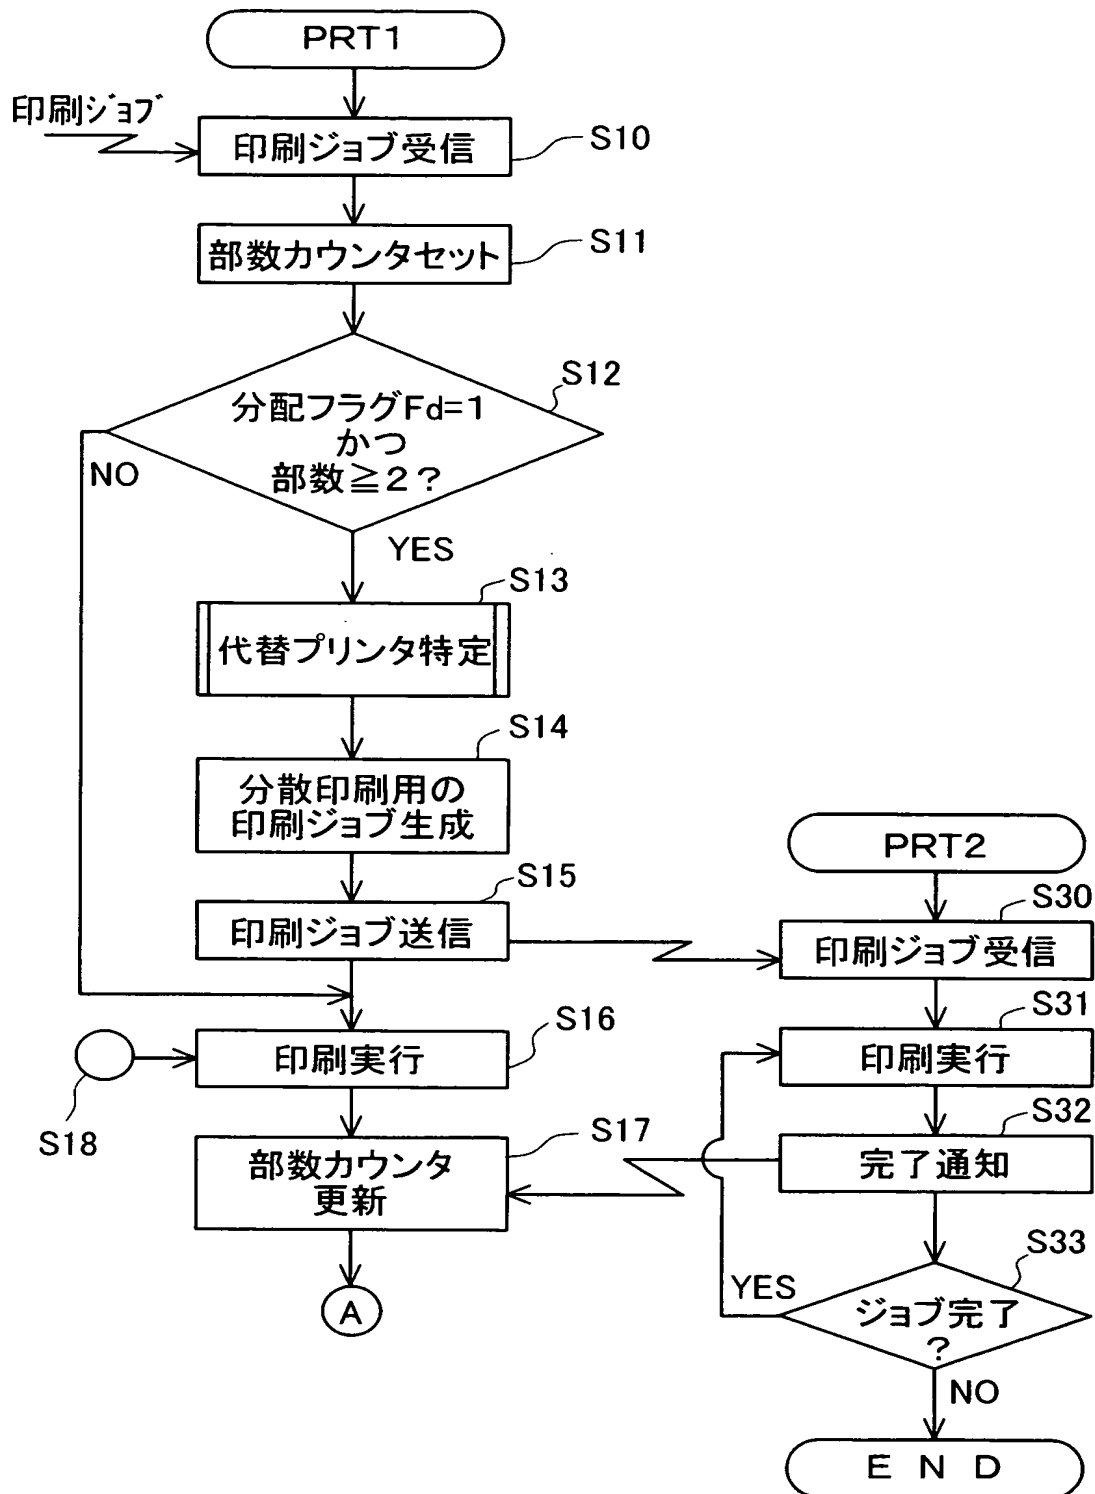 PRT1
印刷ジョブ
印刷ジョブ受信
S10
部数カウンタセット
S11
S12
分配フラグFd=1
かつ
部数≧2?
NO
YES
S13
代替プリンタ特定
S14
分散印刷用の
印刷ジョブ生成
S15
印刷ジョブ送信
S16
印刷実行
S18
S17
部数カウンタ
更新
A
PRT2
S30
印刷ジョブ受信
S31
印刷実行
S32
完了通知
S33
YES
ジョブ完了
?
NO
END